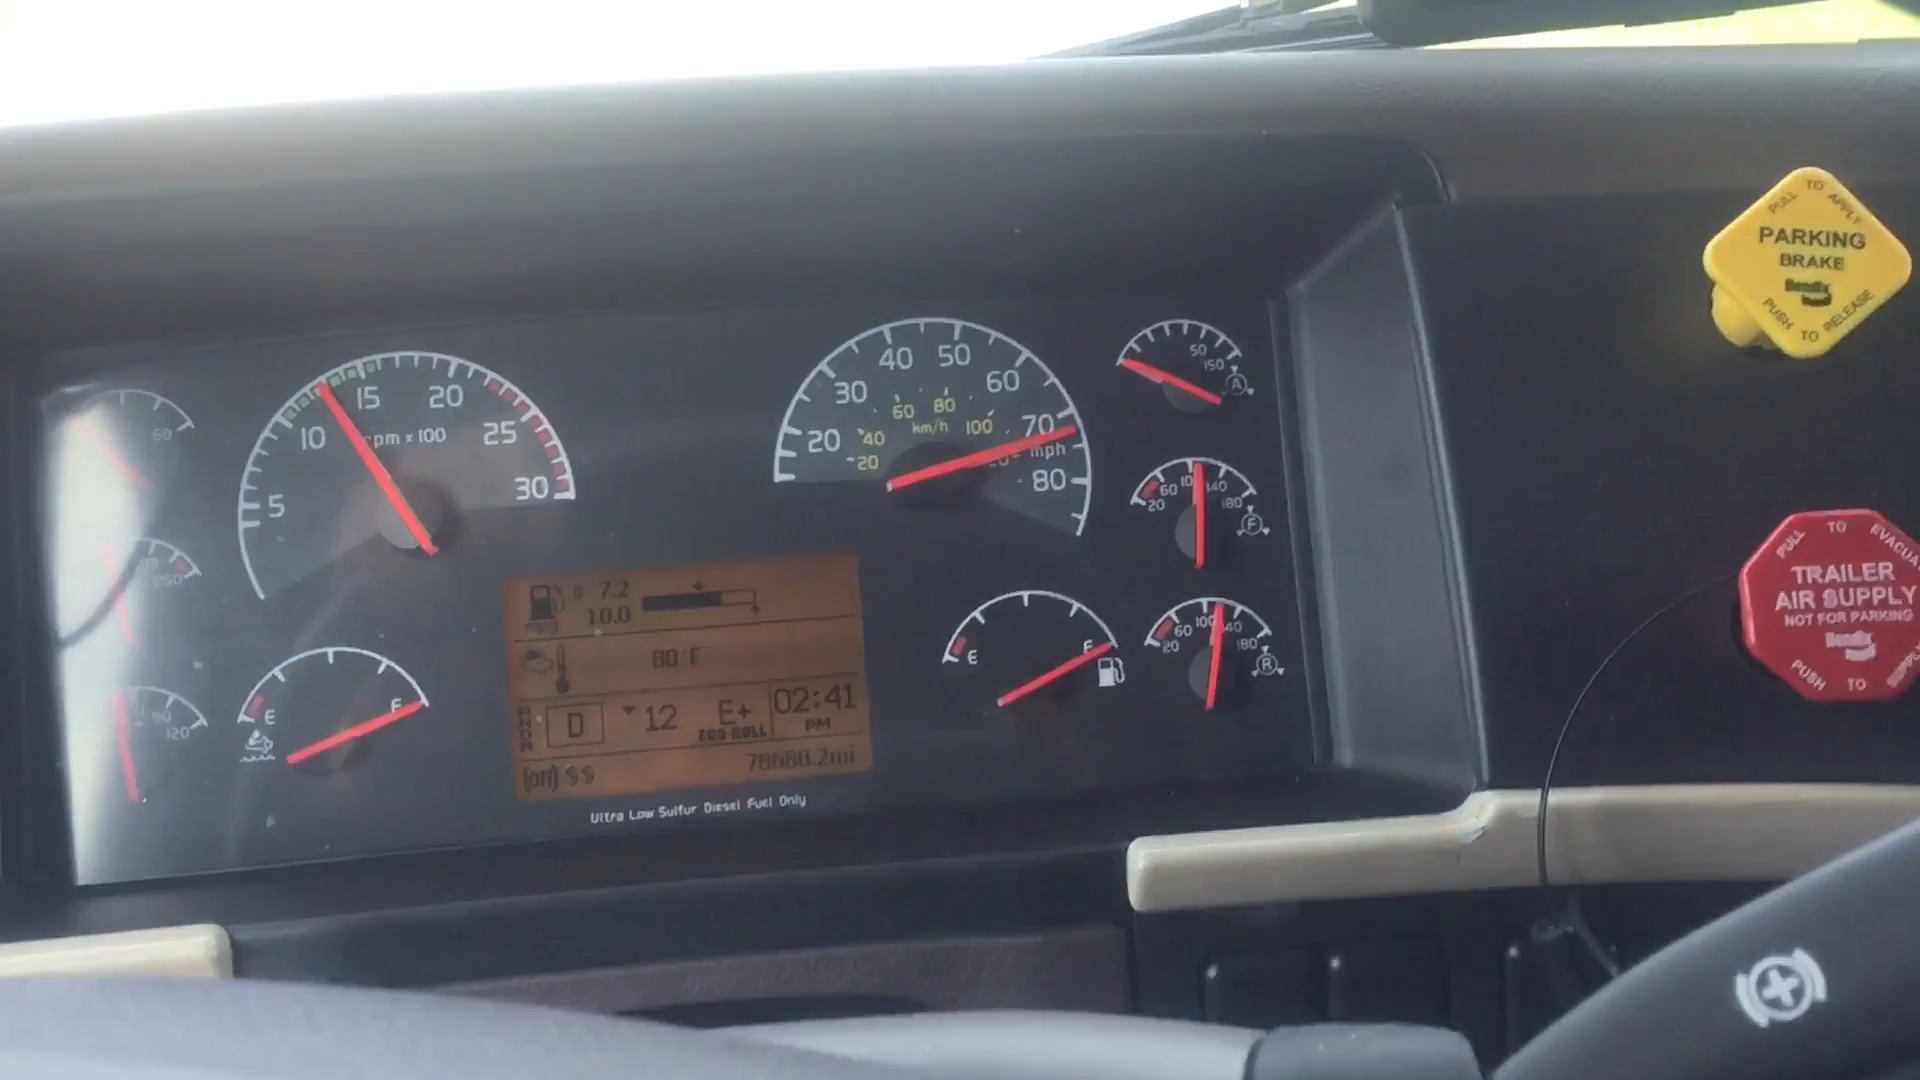 60
250
90
120
5
10
15
20
25
30
rpm x 100
E
F
20
30
40
50
60
70
80
mph
20
40
60
80
100
km/h
50
150
A
20
60
140
180
F
20
60
100
180
R
E
F
7.2
10.0
80°F
D
12
E+
ECO ROLL
02:41
PM
(on) $$
78688.2mi
Ultra Low Sulfur Diesel Fuel Only
PULL TO APPLY
PARKING
BRAKE
Bendix
PUSH TO RELEASE
PULL TO
TRAILER
AIR SUPPLY
NOT FOR PARKING
Bendix
PUSH TO